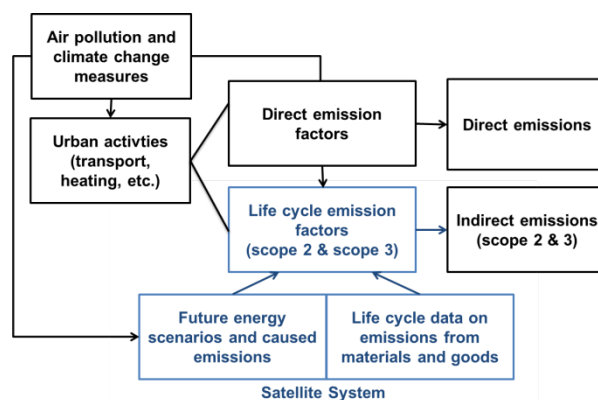 Air pollution and
climate change
measures
Urban activties
(transport,
heating, etc.)
Direct emission
factors
Direct emissions
Life cycle emission
factors
(scope 2 & scope 3)
Indirect emissions
(scope 2 & 3)
Future energy
scenarios and caused
emissions
Life cycle data on
emissions from
materials and goods
Satellite System